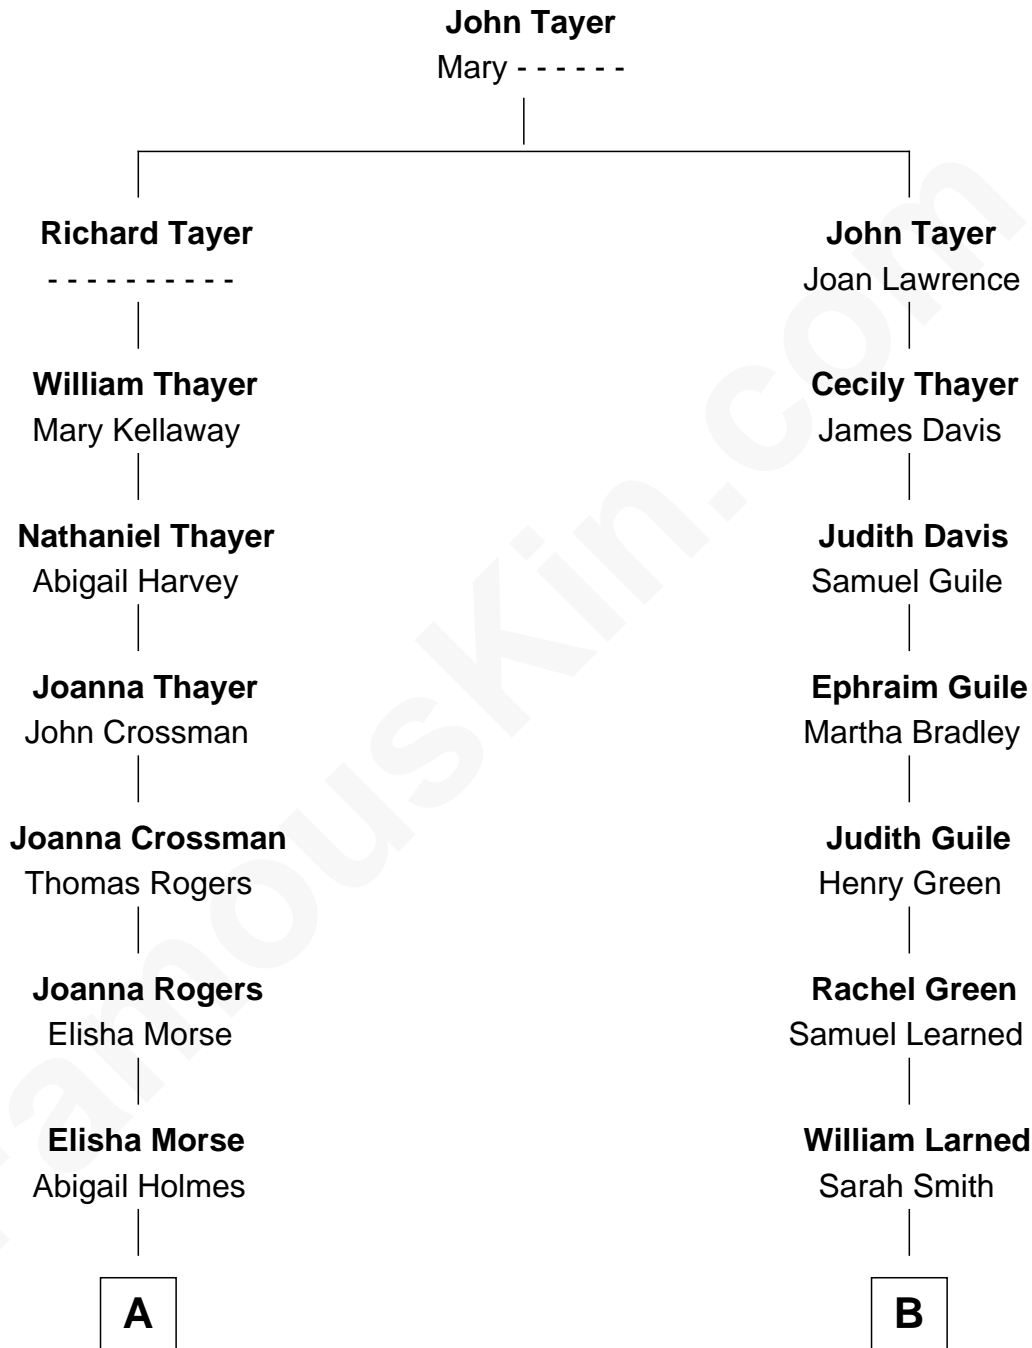 John Tayer
Mary - - - - - -
Richard Tayer
- - - - - - - - - -
John Tayer
Joan Lawrence
William Thayer
Mary Kellaway
Cecily Thayer
James Davis
Nathaniel Thayer
Abigail Harvey
Judith Davis
Samuel Guile
Joanna Thayer
John Crossman
Ephraim Guile
Martha Bradley
Joanna Crossman
Thomas Rogers
Judith Guile
Henry Green
Joanna Rogers
Elisha Morse
Rachel Green
Samuel Learned
Elisha Morse
Abigail Holmes
William Larned
Sarah Smith
A
B
FamousKin.com